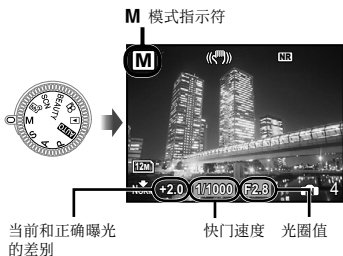 M 模式指示符
M
NR
SCN
BEAUTY
AUTO
M
S
A
P
12M
NORM
+2.0
1/1000
F2.8
4
当前和正确曝光
的差别
快门速度
光圈值